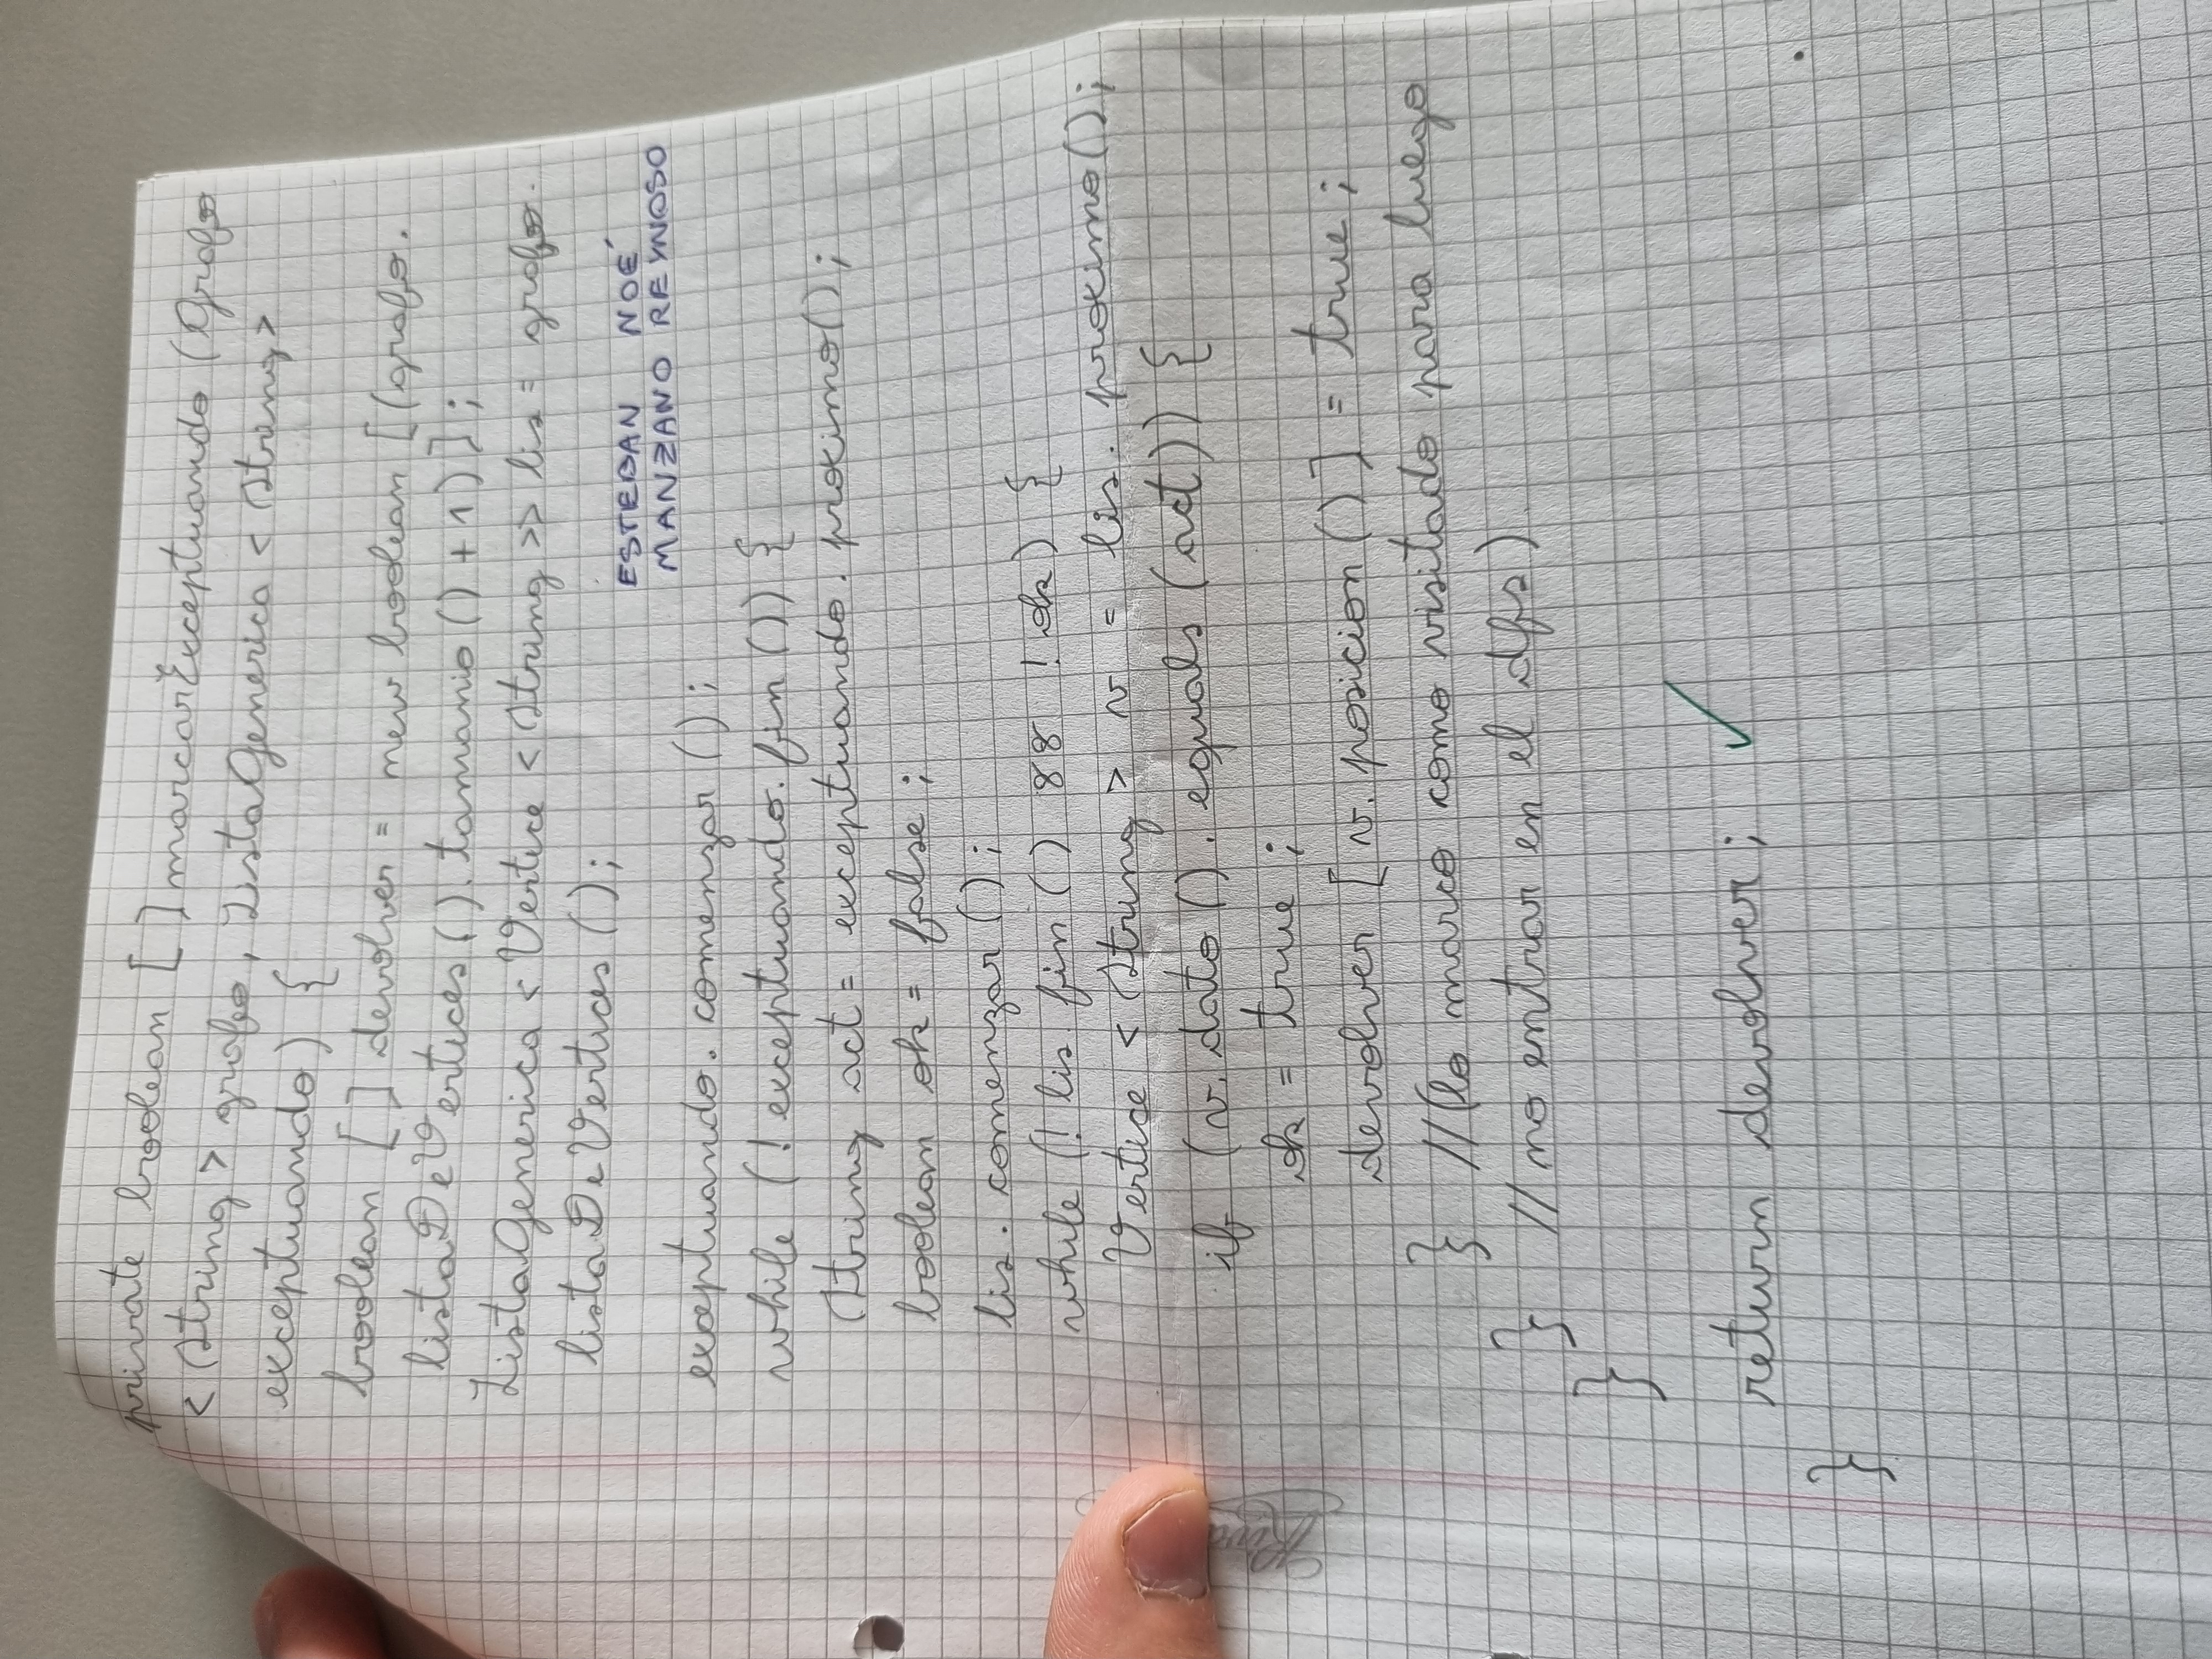 private boolean [ ] marcarExceptuando (Grafo
< String > grafo, ListaGenerica < String >
exceptuando) {
boolean [ ] devolver = new boolean [(grafo.
listaDeVertices (). tamanio () + 1)];
ListaGenerica < Vertice < String >> lis = grafo.
listaDeVertices ();
ESTEBAN NOÉ
MANZANO REYNOSO
exceptuando. comenzar ();
while (! exceptuando. fin ()) {
String act = exceptuando. proximo();
boolean ok = false ;
lis. comenzar ();
while (! lis. fin () && ! ok) {
Vertice < String > v = lis. proximo();
if (v. dato (). equals (act)) {
ok = true ;
devolver [ v. posicion () ] = true ;
} //(lo marco como visitado para luego
} // no entrar en el dfs)
}
return devolver ;
}